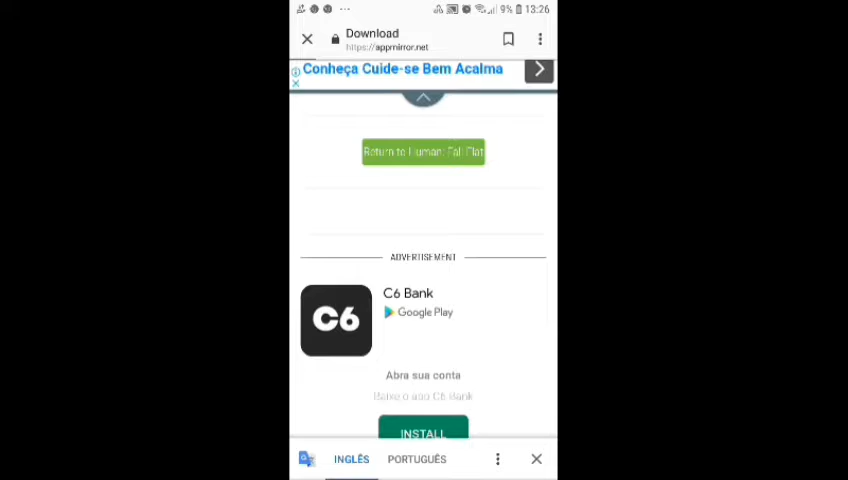 9% 13:26
Download
https://appmirror.net
Conheça Cuide-se Bem Acalma
Return to Human: Fall Flat
ADVERTISEMENT
C6
C6 Bank
Google Play
Abra sua conta
Baixe o app C6 Bank
INSTALL
INGLÊS PORTUGUÊS